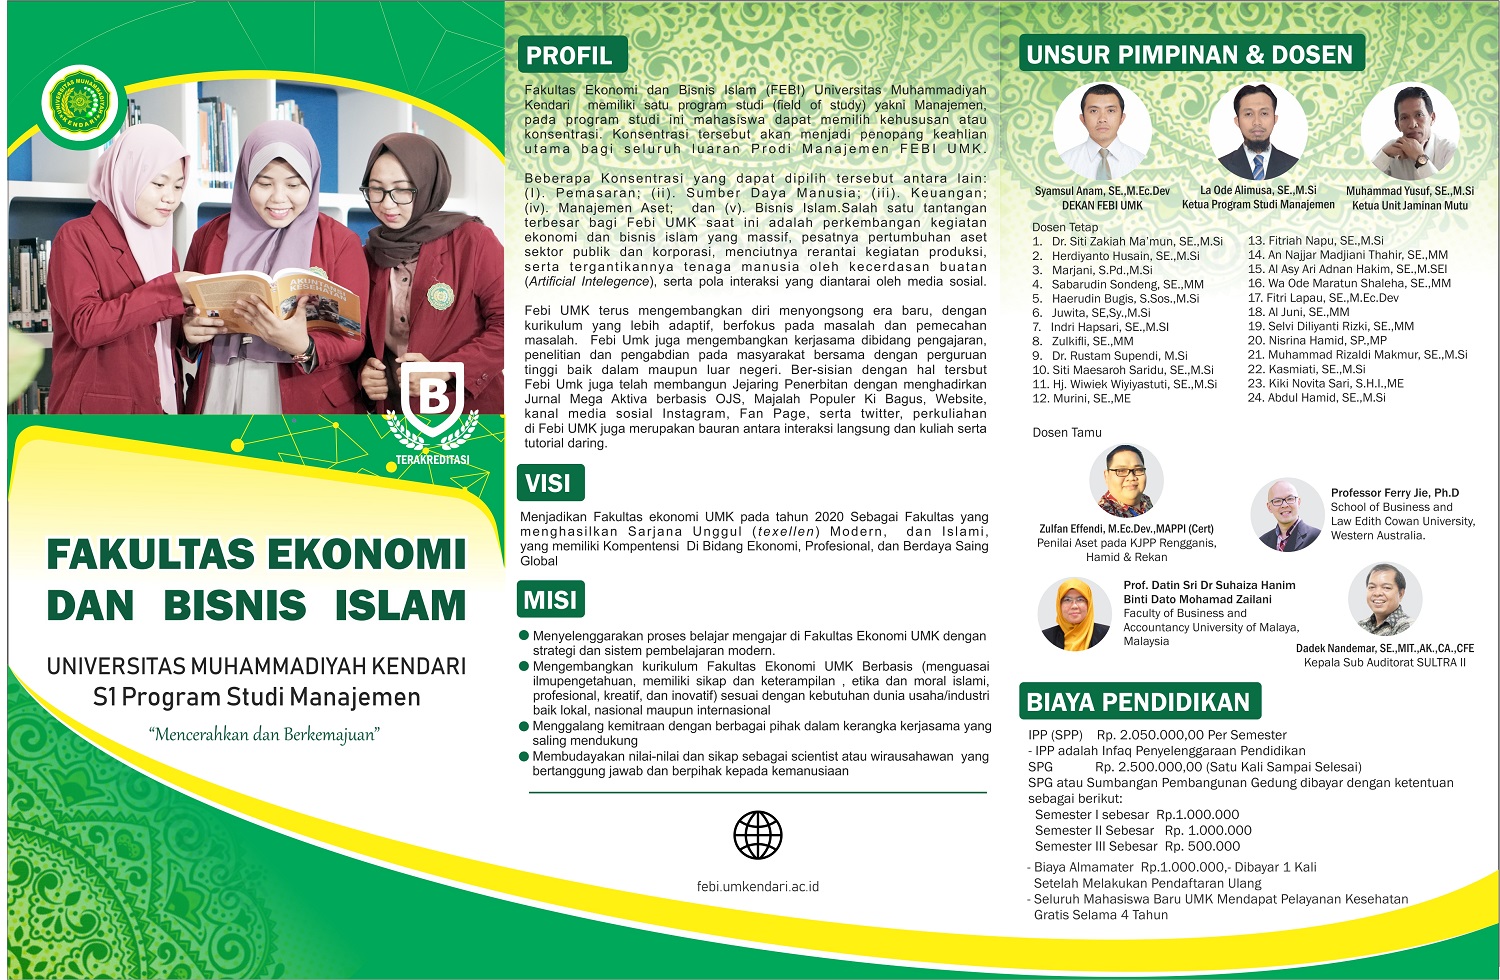 UNIVERSITAS MUHAMMADIYAH
KENDARI
AKUNTANSI
KESEHATAN
B
TERAKREDITASI
FAKULTAS EKONOMI
DAN BISNIS ISLAM
UNIVERSITAS MUHAMMADIYAH KENDARI
S1 Program Studi Manajemen
“Mencerahkan dan Berkemajuan”
PROFIL
Fakultas Ekonomi dan Bisnis Islam (FEBI) Universitas Muhammadiyah
Kendari memiliki satu program studi (field of study) yakni Manajemen,
pada program studi ini mahasiswa dapat memilih kehususan atau
konsentrasi. Konsentrasi tersebut akan menjadi penopang keahlian
utama bagi seluruh luaran Prodi Manajemen FEBI UMK.
Beberapa Konsentrasi yang dapat dipilih tersebut antara lain:
(I). Pemasaran; (ii). Sumber Daya Manusia; (iii). Keuangan;
(iv). Manajemen Aset; dan (v). Bisnis Islam.Salah satu tantangan
terbesar bagi Febi UMK saat ini adalah perkembangan kegiatan
ekonomi dan bisnis islam yang massif, pesatnya pertumbuhan aset
sektor publik dan korporasi, menciutnya rerantai kegiatan produksi,
serta tergantikannya tenaga manusia oleh kecerdasan buatan
(Artificial Intelegence), serta pola interaksi yang diantarai oleh media sosial.
Febi UMK terus mengembangkan diri menyongsong era baru, dengan
kurikulum yang lebih adaptif, berfokus pada masalah dan pemecahan
masalah. Febi Umk juga mengembangkan kerjasama dibidang pengajaran,
penelitian dan pengabdian pada masyarakat bersama dengan perguruan
tinggi baik dalam maupun luar negeri. Ber-sisian dengan hal tersbut
Febi Umk juga telah membangun Jejaring Penerbitan dengan menghadirkan
Jurnal Mega Aktiva berbasis OJS, Majalah Populer Ki Bagus, Website,
kanal media sosial Instagram, Fan Page, serta twitter, perkuliahan
di Febi UMK juga merupakan bauran antara interaksi langsung dan kuliah serta
tutorial daring.
VISI
Menjadikan Fakultas ekonomi UMK pada tahun 2020 Sebagai Fakultas yang
menghasilkan Sarjana Unggul (texellen) Modern, dan Islami,
yang memiliki Kompentensi Di Bidang Ekonomi, Profesional, dan Berdaya Saing
Global
MISI
● Menyelenggarakan proses belajar mengajar di Fakultas Ekonomi UMK dengan
strategi dan sistem pembelajaran modern.
● Mengembangkan kurikulum Fakultas Ekonomi UMK Berbasis (menguasai
ilmupengetahuan, memiliki sikap dan keterampilan , etika dan moral islami,
profesional, kreatif, dan inovatif) sesuai dengan kebutuhan dunia usaha/industri
baik lokal, nasional maupun internasional
● Menggalang kemitraan dengan berbagai pihak dalam kerangka kerjasama yang
saling mendukung
● Membudayakan nilai-nilai dan sikap sebagai scientist atau wirausahawan yang
bertanggung jawab dan berpihak kepada kemanusiaan
febi.umkendari.ac.id
UNSUR PIMPINAN & DOSEN
Syamsul Anam, SE.,M.Ec.Dev
DEKAN FEBI UMK
La Ode Alimusa, SE.,M.Si
Ketua Program Studi Manajemen
Muhammad Yusuf, SE.,M.Si
Ketua Unit Jaminan Mutu
Dosen Tetap
1. Dr. Siti Zakiah Ma'mun, SE.,M.Si
2. Herdiyanto Husain, SE.,M.Si
3. Marjani, S.Pd.,M.Si
4. Sabarudin Sondeng, SE.,MM
5. Haerudin Bugis, S.Sos.,M.Si
6. Juwita, SE,Sy.,M.Si
7. Indri Hapsari, SE.,M.SI
8. Zulkifli, SE.,MM
9. Dr. Rustam Supendi, M.Si
10. Siti Maesaroh Saridu, SE.,M.Si
11. Hj. Wiwiek Wiyiyastuti, SE.,M.Si
12. Murini, SE.,ME
13. Fitriah Napu, SE.,M.Si
14. An Najjar Madjiani Thahir, SE.,MM
15. Al Asy Ari Adnan Hakim, SE.,M.SEI
16. Wa Ode Maratun Shaleha, SE.,MM
17. Fitri Lapau, SE.,M.Ec.Dev
18. Al Juni, SE.,MM
19. Selvi Diliyanti Rizki, SE.,MM
20. Nisrina Hamid, SP.,MP
21. Muhammad Rizaldi Makmur, SE.,M.Si
22. Kasmiati, SE.,M.Si
23. Kiki Novita Sari, S.H.I.,ME
24. Abdul Hamid, SE.,M.Si
Dosen Tamu
Zulfan Effendi, M.Ec.Dev.,MAPPI (Cert)
Penilai Aset pada KJPP Rengganis,
Hamid & Rekan
Professor Ferry Jie, Ph.D
School of Business and
Law Edith Cowan University,
Western Australia.
Prof. Datin Sri Dr Suhaiza Hanim
Binti Dato Mohamad Zailani
Faculty of Business and
Accountancy University of Malaya,
Malaysia
Dadek Nandemar, SE.,MIT.,AK.,CA.,CFE
Kepala Sub Auditorat SULTRA II
BIAYA PENDIDIKAN
IPP (SPP) Rp. 2.050.000,00 Per Semester
- IPP adalah Infaq Penyelenggaraan Pendidikan
SPG Rp. 2.500.000,00 (Satu Kali Sampai Selesai)
SPG atau Sumbangan Pembangunan Gedung dibayar dengan ketentuan
sebagai berikut:
Semester I sebesar Rp.1.000.000
Semester II Sebesar Rp. 1.000.000
Semester III Sebesar Rp. 500.000
- Biaya Almamater Rp.1.000.000,- Dibayar 1 Kali
Setelah Melakukan Pendaftaran Ulang
- Seluruh Mahasiswa Baru UMK Mendapat Pelayanan Kesehatan
Gratis Selama 4 Tahun